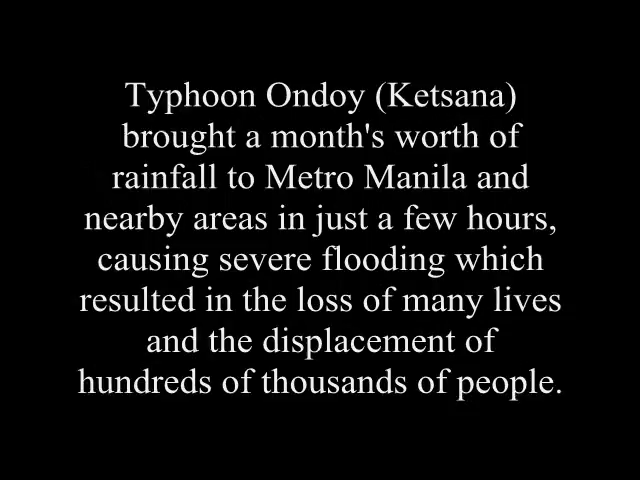 Typhoon Ondoy (Ketsana)
brought a month's worth of
rainfall to Metro Manila and
nearby areas in just a few hours,
causing severe flooding which
resulted in the loss of many lives
and the displacement of
hundreds of thousands of people.